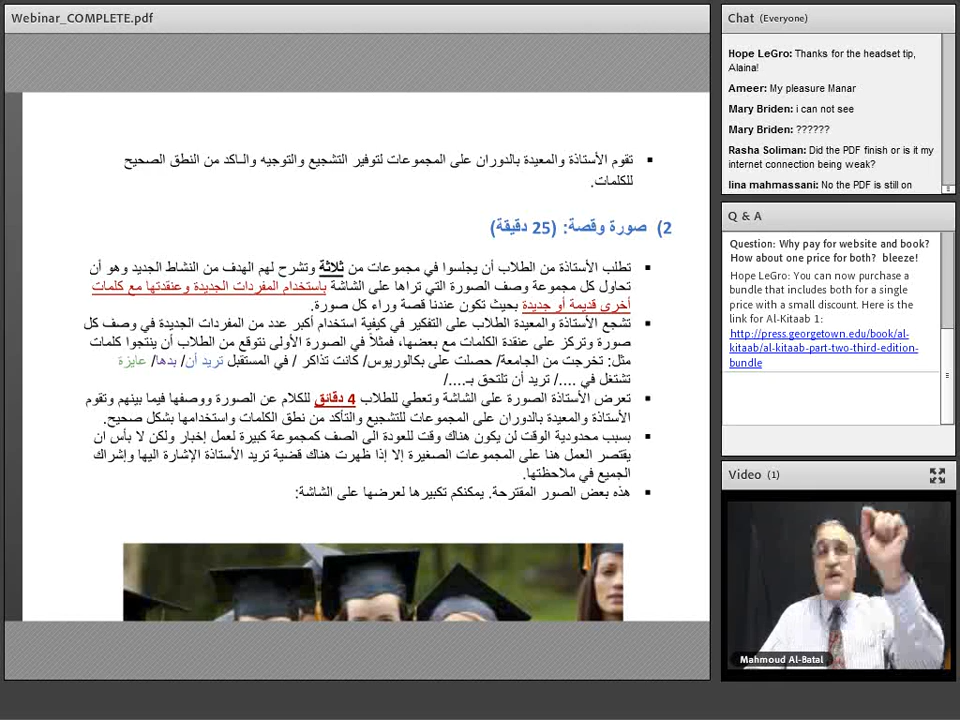 Webinar_COMPLETE.pdf
▪ تقوم الأستاذة والمعيدة بالدوران على المجموعات لتوفير التشجيع والتوجيه والـاكد من النطق الصحيح
للكلمات.
2) صورة وقصة: (25 دقيقة)
▪ تطلب الأستاذة من الطلاب أن يجلسوا في مجموعات من ثلاثة وتشرح لهم الهدف من النشاط الجديد وهو أن
تحاول كل مجموعة وصف الصورة التي تراها على الشاشة باستخدام المفردات الجديدة وعنقدتها مع كلمات
أخرى قديمة أو جديدة بحيث تكون عندنا قصة وراء كل صورة.
▪ تشجع الأستاذة والمعيدة الطلاب على التفكير في كيفية استخدام أكبر عدد من المفردات الجديدة في وصف كل
صورة وتركز على عنقدة الكلمات مع بعضها، فمثلاً في الصورة الأولى نتوقع من الطلاب أن ينتجوا كلمات
مثل: تخرجت من الجامعة/ حصلت على بكالوريوس/ كانت تذاكر / في المستقبل تريد أن/ بدها/ عايزة
تشتغل في ..../ تريد أن تلتحق بـ..../
▪ تعرض الأستاذة الصورة على الشاشة وتعطي للطلاب 4 دقائق للكلام عن الصورة ووصفها فيما بينهم وتقوم
الأستاذة والمعيدة بالدوران على المجموعات للتشجيع والتأكد من نطق الكلمات واستخدامها بشكل صحيح.
▪ بسبب محدودية الوقت لن يكون هناك وقت للعودة الى الصف كمجموعة كبيرة لعمل إخبار ولكن لا بأس ان
يقتصر العمل هنا على المجموعات الصغيرة إلا إذا ظهرت هناك قضية تريد الأستاذة الإشارة اليها وإشراك
الجميع في ملاحظتها.
▪ هذه بعض الصور المقترحة. يمكنكم تكبيرها لعرضها على الشاشة:
Chat (Everyone)
Hope LeGro: Thanks for the headset tip,
Alaina!
Ameer: My pleasure Manar
Mary Briden: i can not see
Mary Briden: ??????
Rasha Soliman: Did the PDF finish or is it my
internet connection being weak?
lina mahmassani: No the PDF is still on
Q & A
Question: Why pay for website and book?
How about one price for both? bleeze!
Hope LeGro: You can now purchase a
bundle that includes both for a single
price with a small discount. Here is the
link for Al-Kitaab 1:
http://press.georgetown.edu/book/al-
kitaab/al-kitaab-part-two-third-edition-
bundle
Video (1)
Mahmoud Al-Batal